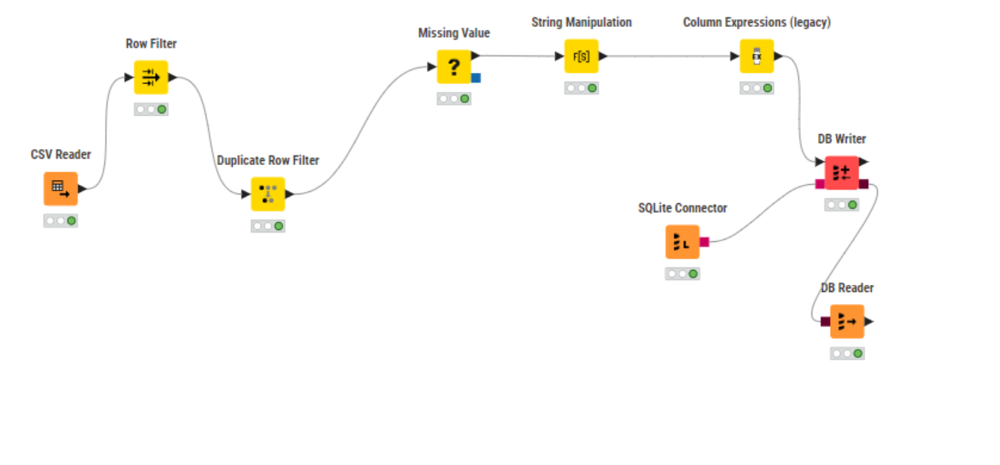 CSV Reader
Row Filter
Duplicate Row Filter
Missing Value
?
String Manipulation
F[S]
Column Expressions (legacy)
EX
DB Writer
SQLite Connector
L
DB Reader